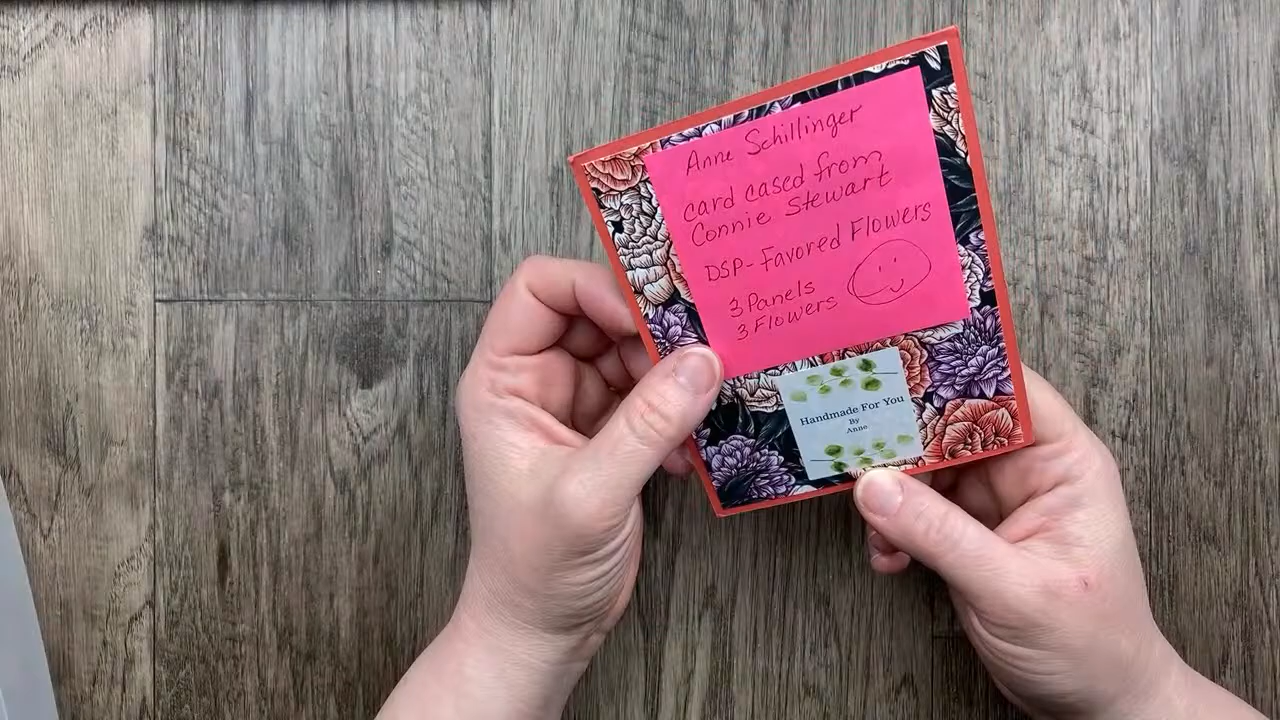 Anne Schillinger
card cased from
Connie Stewart
DSP-Favored Flowers
3 Panels
3 Flowers
Handmade For You
By
Anne